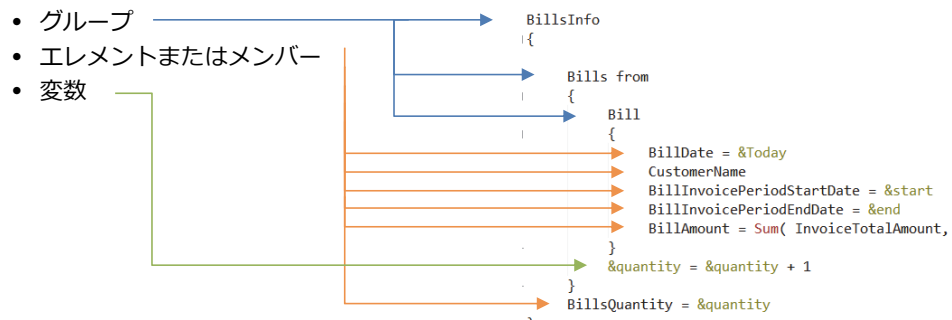 • グループ
• エレメントまたはメンバー
• 変数
BillsInfo
{
Bills from
{
Bill
{
BillDate = &Today
CustomerName
BillInvoicePeriodStartDate = &start
BillInvoicePeriodEndDate = &end
BillAmount = Sum( InvoiceTotalAmount,
}
&quantity = &quantity + 1
}
BillsQuantity = &quantity
}